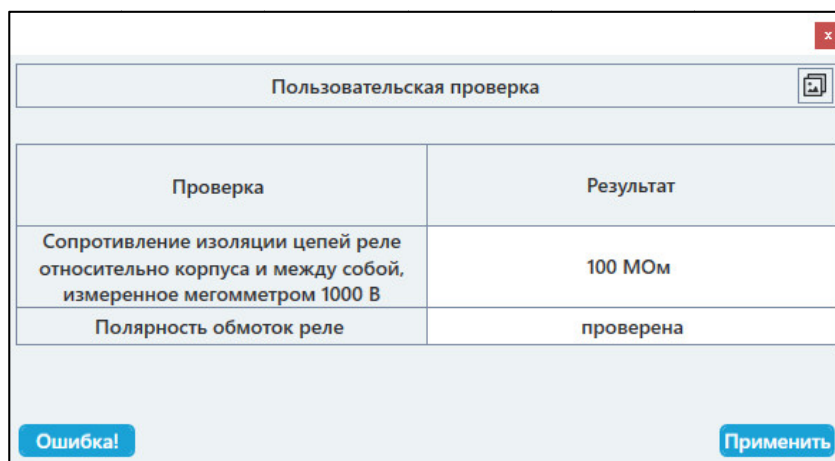 x
Пользовательская проверка
Проверка
Результат
Сопротивление изоляции цепей реле
относительно корпуса и между собой,
измеренное мегомметром 1000 В
100 МОм
Полярность обмоток реле
проверена
Ошибка!
Применить